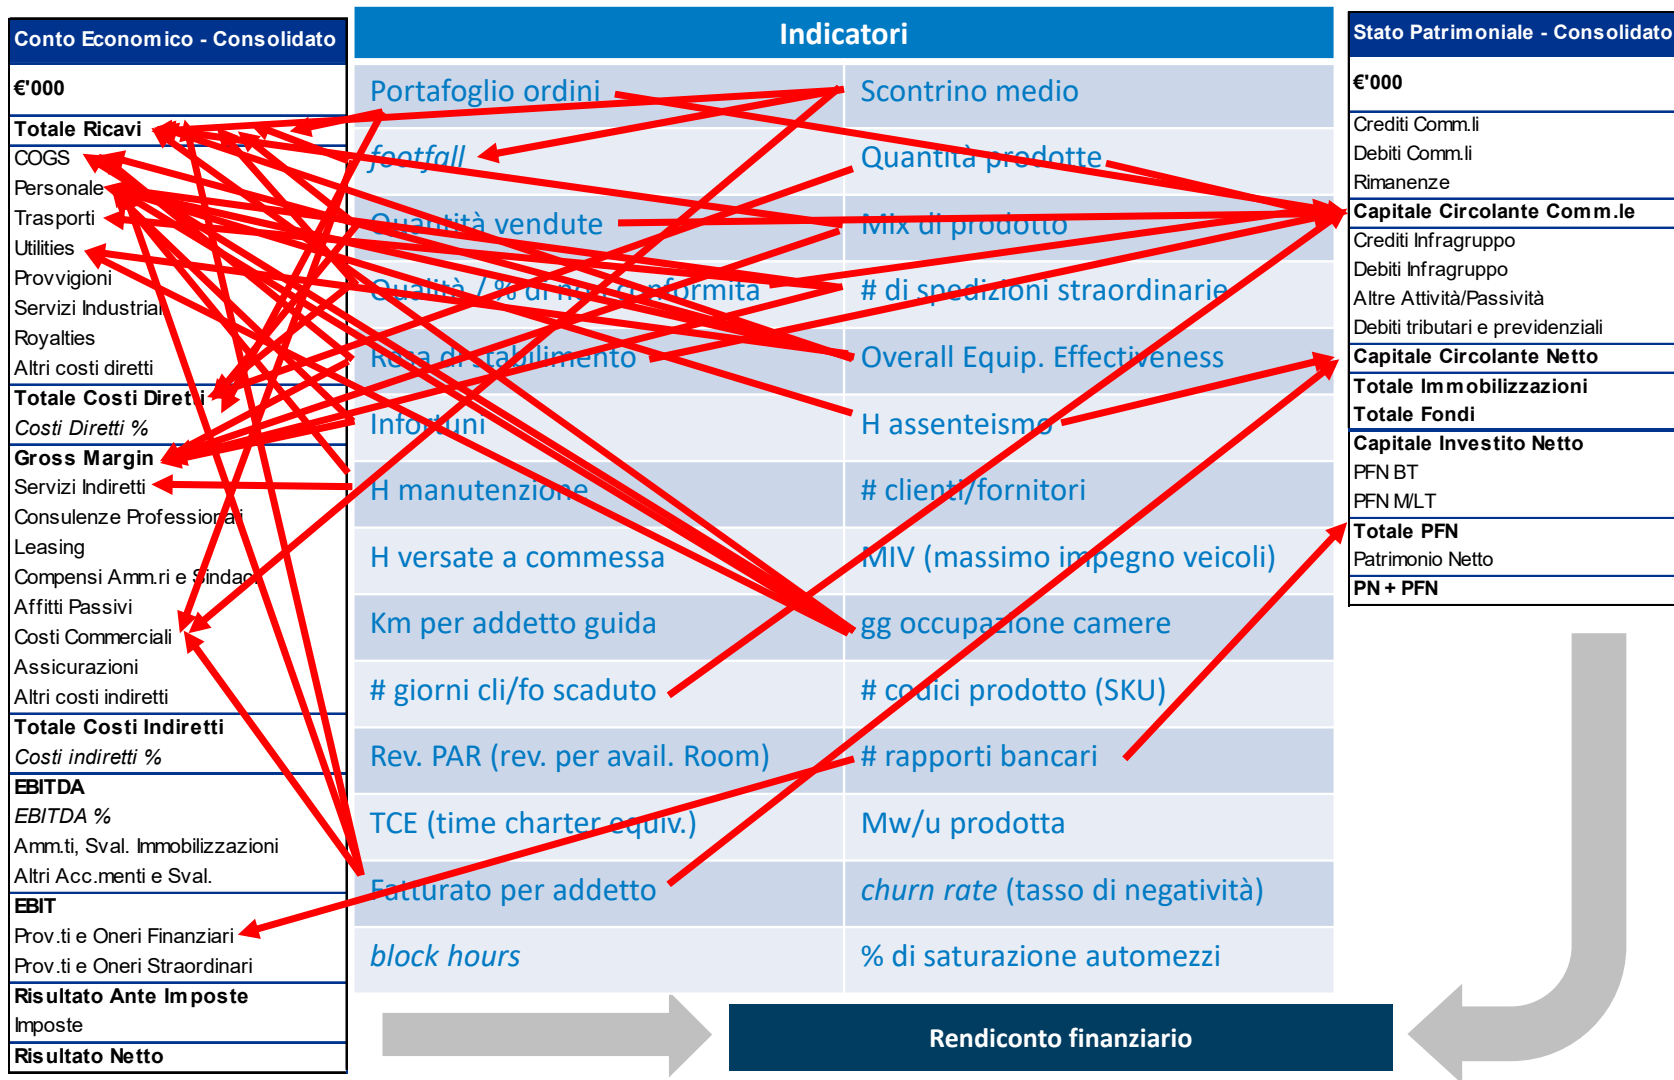 Conto Economico - Consolidato
€'000
Totale Ricavi
COGS
Personale
Trasporti
Utilities
Provvigioni
Servizi Industrial
Royalties
Altri costi diretti
Totale Costi Diretti
Costi Diretti %
Gross Margin
Servizi Indiretti
Consulenze Professionali
Leasing
Compensi Amm.ri e Sindaci
Affitti Passivi
Costi Commerciali
Assicurazioni
Altri costi indiretti
Totale Costi Indiretti
Costi indiretti %
EBITDA
EBITDA %
Amm.ti, Sval. Immobilizzazioni
Altri Acc.menti e Sval.
EBIT
Prov.ti e Oneri Finanziari
Prov.ti e Oneri Straordinari
Risultato Ante Imposte
Imposte
Risultato Netto
Indicatori
Portafoglio ordini
Scontrino medio
footfall
Quantità prodotte
Quantità vendute
Mix di prodotto
Qualità / % di non conformità
# di spedizioni straordinarie
Resa di stabilimento
Overall Equip. Effectiveness
Infortuni
H assenteismo
H manutenzione
# clienti/fornitori
H versate a commessa
MIV (massimo impegno veicoli)
Km per addetto guida
gg occupazione camere
# giorni cli/fo scaduto
# codici prodotto (SKU)
Rev. PAR (rev. per avail. Room)
# rapporti bancari
TCE (time charter equiv.)
Mw/u prodotta
Fatturato per addetto
churn rate (tasso di negatività)
block hours
% di saturazione automezzi
Rendiconto finanziario
Stato Patrimoniale - Consolidato
€'000
Crediti Comm.li
Debiti Comm.li
Rimanenze
Capitale Circolante Comm.le
Crediti Infragruppo
Debiti Infragruppo
Altre Attività/Passività
Debiti tributari e previdenziali
Capitale Circolante Netto
Totale Immobilizzazioni
Totale Fondi
Capitale Investito Netto
PFN BT
PFN M/LT
Totale PFN
Patrimonio Netto
PN + PFN